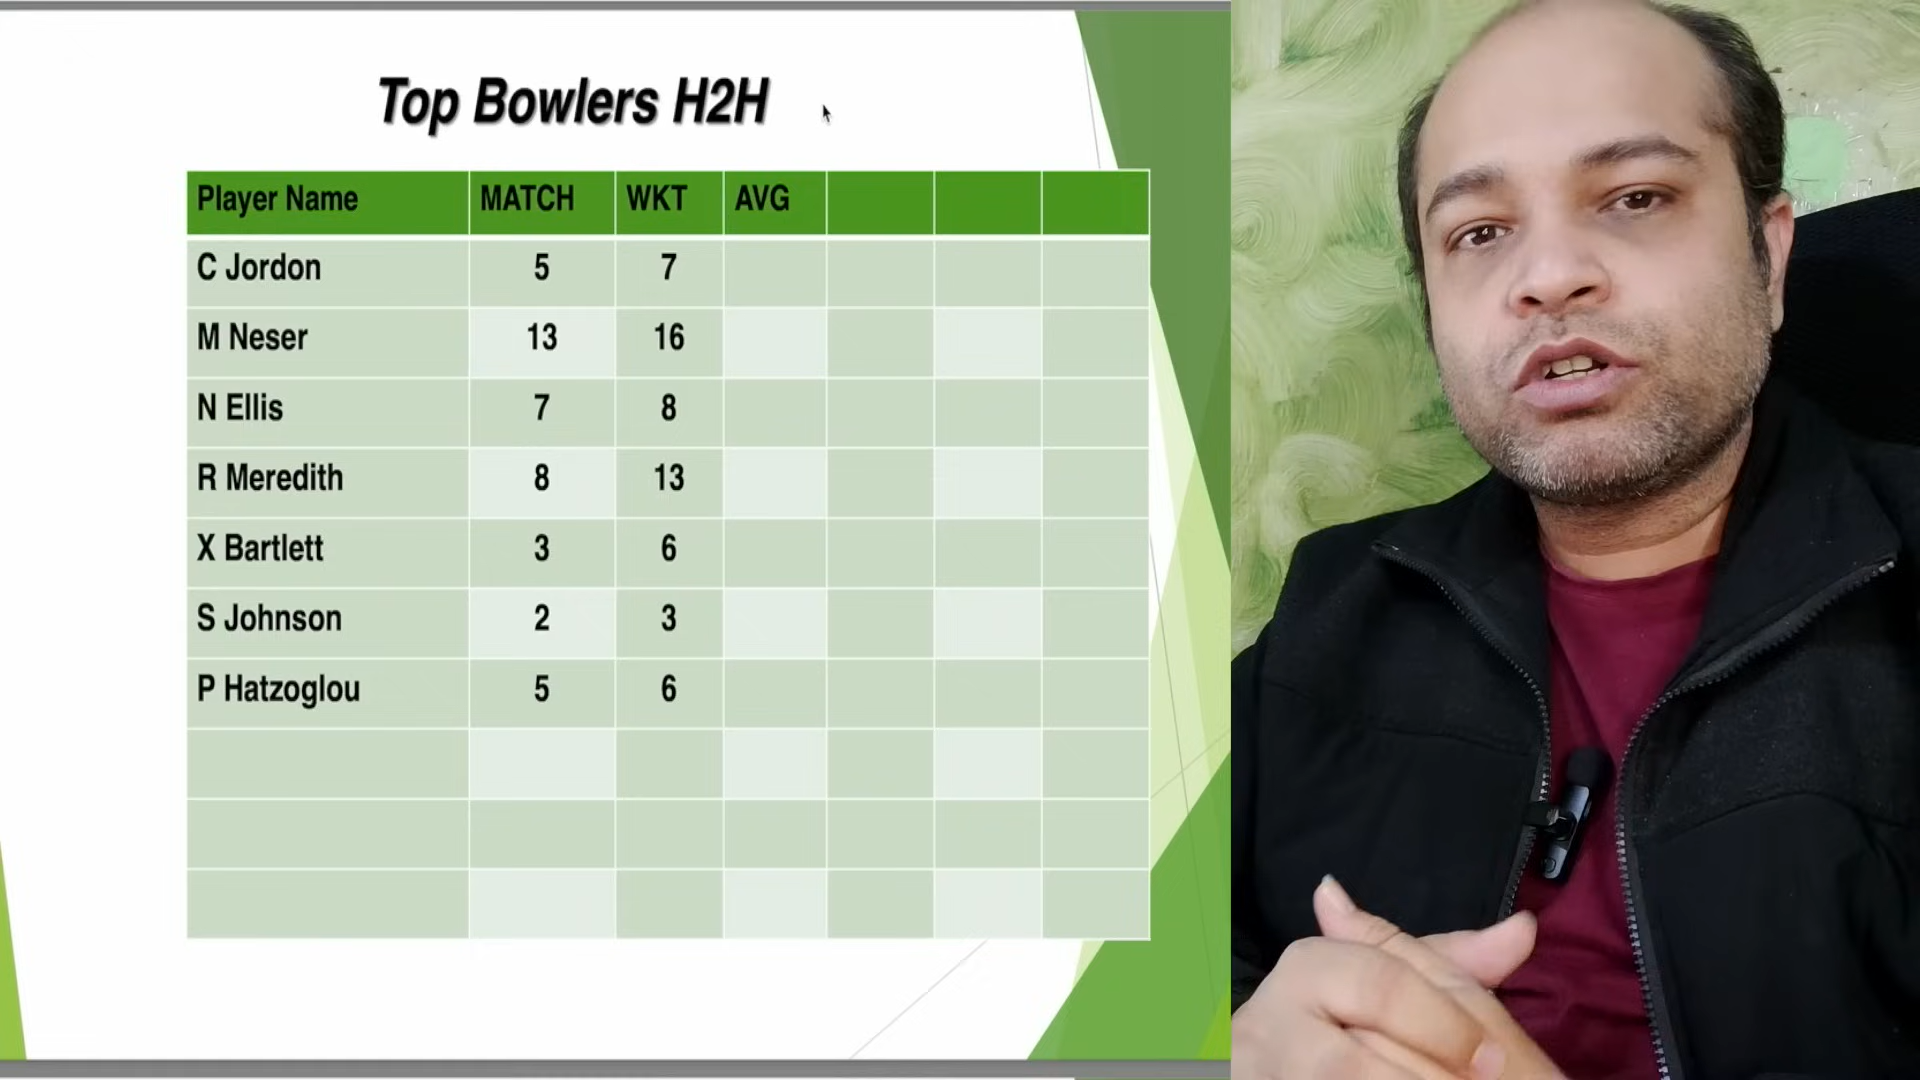 Top Bowlers H2H
Player Name MATCH WKT AVG
C Jordon 5 7
M Neser 13 16
N Ellis 7 8
R Meredith 8 13
X Bartlett 3 6
S Johnson 2 3
P Hatzoglou 5 6